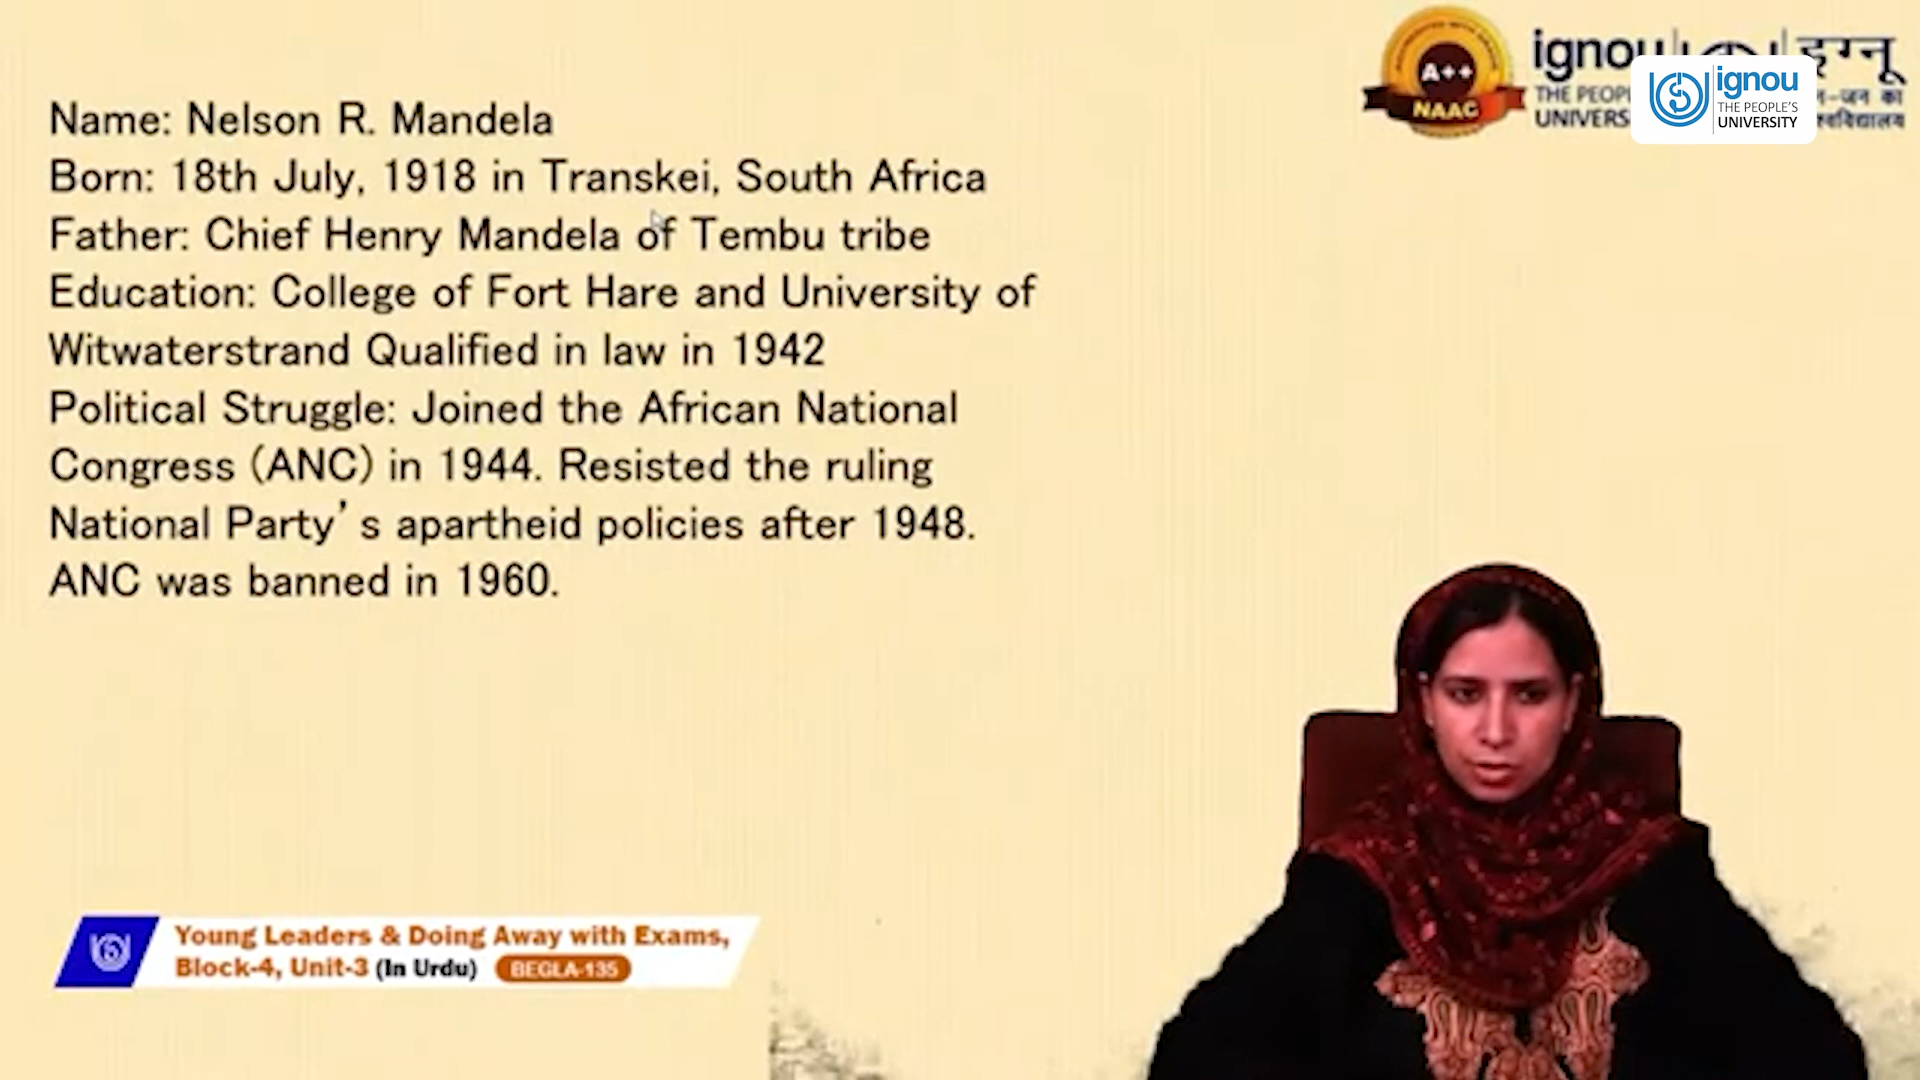 Name: Nelson R. Mandela
Born: 18th July, 1918 in Transkei, South Africa
Father: Chief Henry Mandela of Tembu tribe
Education: College of Fort Hare and University of
Witwaterstrand Qualified in law in 1942
Political Struggle: Joined the African National
Congress (ANC) in 1944. Resisted the ruling
National Party's apartheid policies after 1948.
ANC was banned in 1960.
A++
NAAC
ignou
THE PEOPLE'S
UNIVERSITY
इग्नू
Young Leaders & Doing Away with Exams,
Block-4, Unit-3 (In Urdu) BEGLA-135